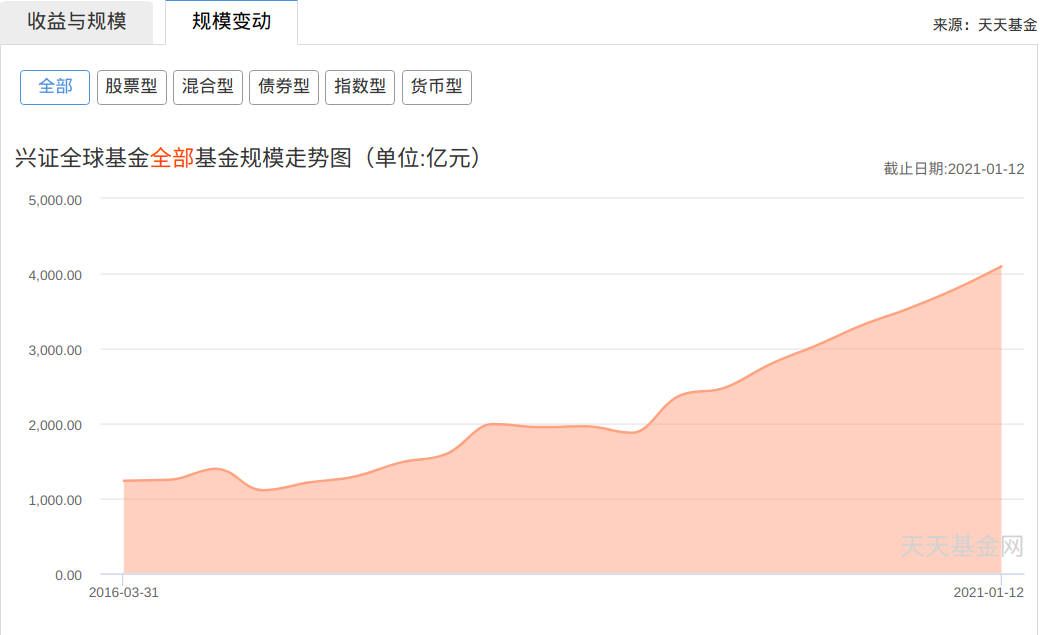 收益与规模 规模变动 来源：天天基金
全部 股票型 混合型 债券型 指数型 货币型
兴证全球基金全部基金规模走势图（单位:亿元）
截止日期:2021-01-12
5,000.00
4,000.00
3,000.00
2,000.00
1,000.00
天天基金网
0.00
2016-03-31 2021-01-12